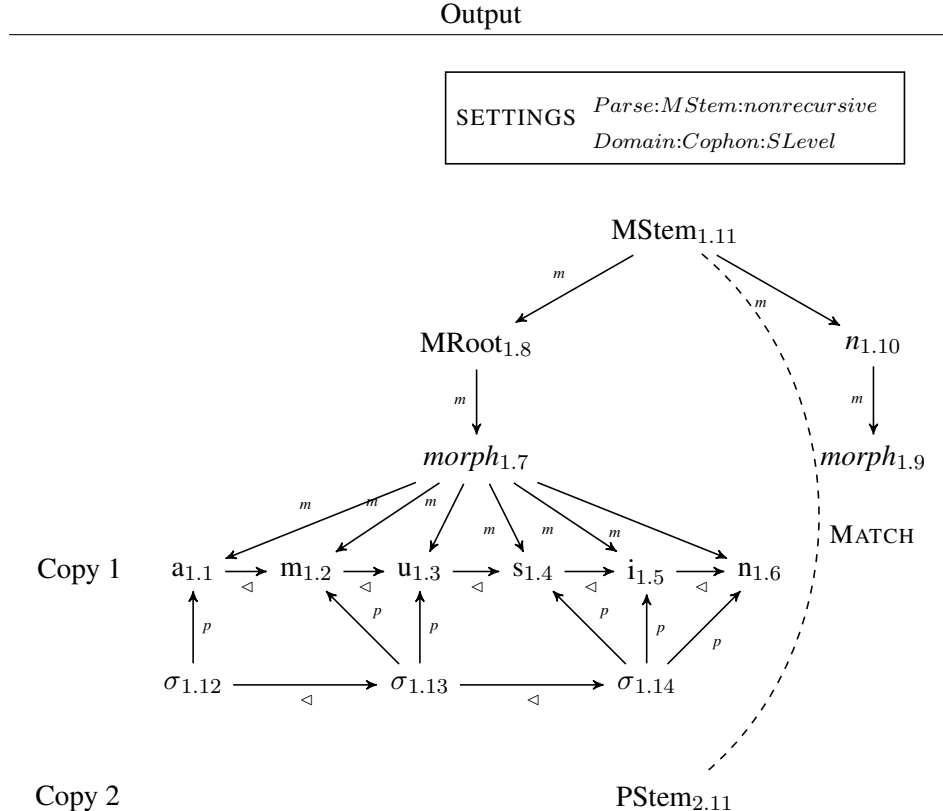 Output
SETTINGS Parse:MStem:nonrecursive
Domain:Cophon:SLevel
MStem1.11
m m
MRoot1.8 n1.10
m m
morph1.7 morph1.9
m m m m m m
MATCH
Copy 1 a1.1 ◁ m1.2 ◁ u1.3 ◁ s1.4 ◁ i1.5 ◁ n1.6
p p p p p p
σ1.12 ◁ σ1.13 ◁ σ1.14
Copy 2 PStem2.11